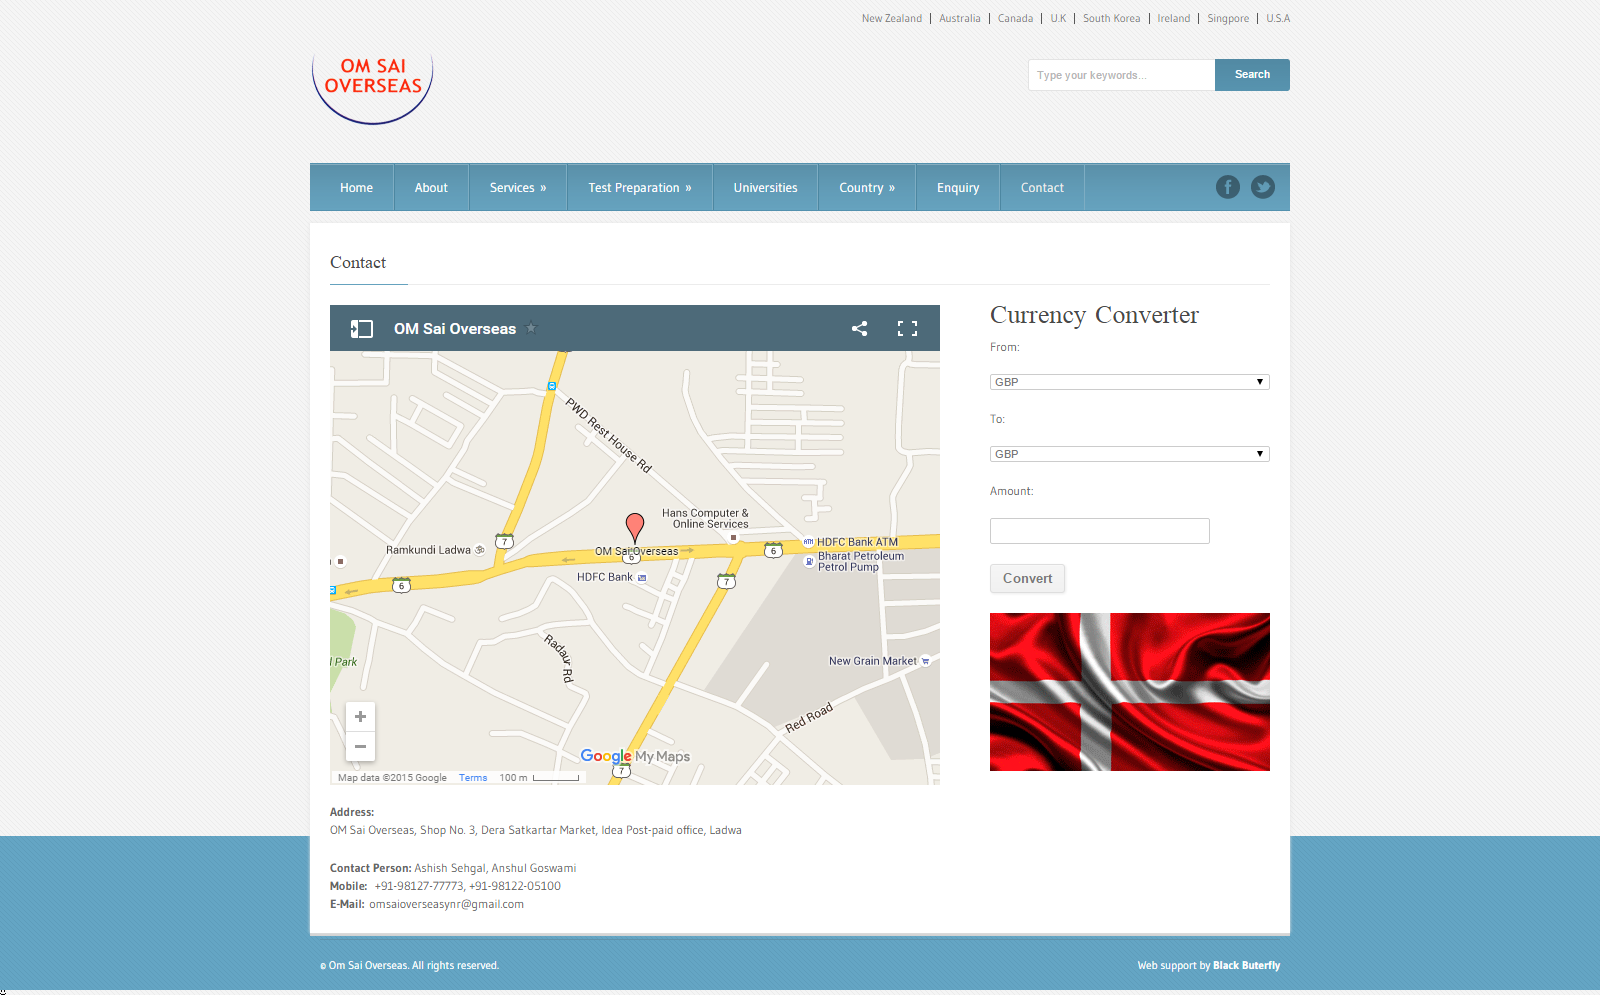 New Zealand
Australia
Canada
U.K
South Korea
Ireland
Singpore
U.S.A
OM SAI
OVERSEAS
Type your keywords...
Search
Home
About
Services »
Test Preparation »
Universities
Country »
Enquiry
Contact
Contact
OM Sai Overseas
PWD Rest House Rd
Hans Computer &
Online Services
7
Ramkundi Ladwa
OM Sai Overseas
6
6
HDFC Bank ATM
Bharat Petroleum
Petrol Pump
HDFC Bank
6
7
Radaur Rd
l Park
New Grain Market
Red Road
+
−
Google My Maps
7
Map data ©2015 Google
Terms
100 m
Currency Converter
From:
GBP
To:
GBP
Amount:
Convert
Address:
OM Sai Overseas, Shop No. 3, Dera Satkartar Market, Idea Post-paid office, Ladwa
Contact Person: Ashish Sehgal, Anshul Goswami
Mobile: +91-98127-77773, +91-98122-05100
E-Mail: omsaioverseasynr@gmail.com
© Om Sai Overseas. All rights reserved.
Web support by Black Buterfly